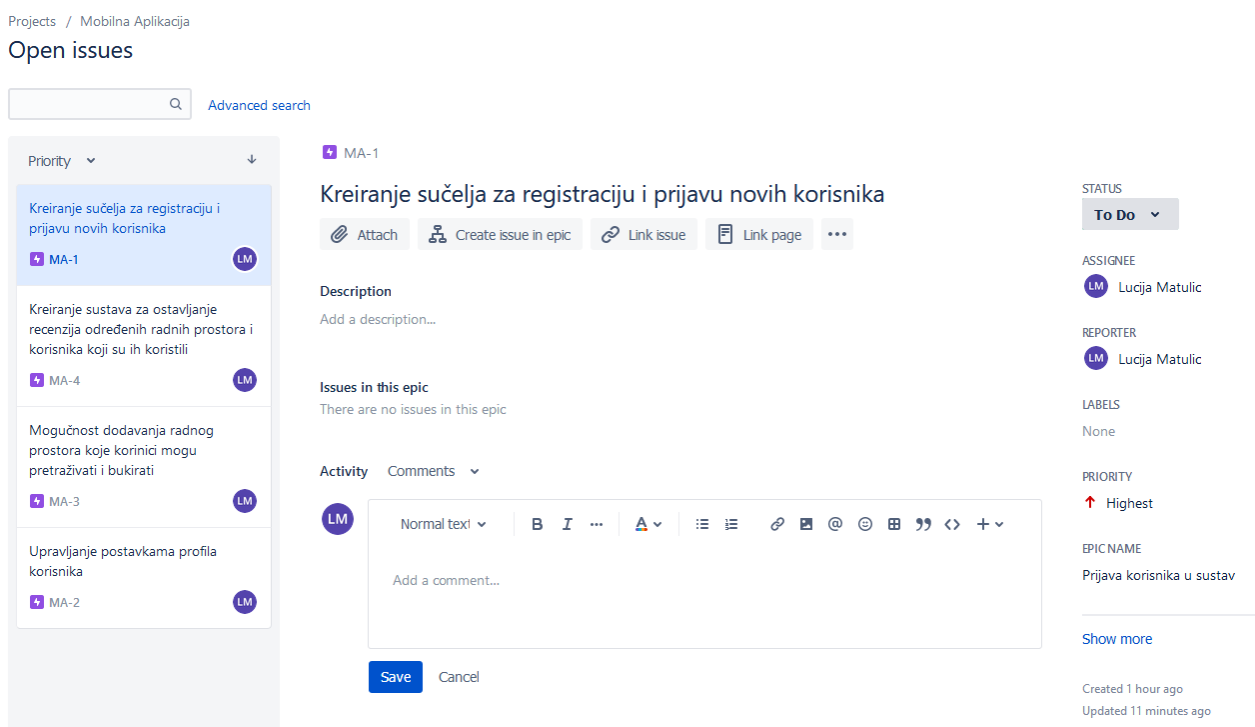 Projects / Mobilna Aplikacija
Open issues
Advanced search
Priority
Kreiranje sučelja za registraciju i
prijavu novih korisnika
MA-1
LM
Kreiranje sustava za ostavljanje
recenzija određenih radnih prostora i
korisnika koji su ih koristili
MA-4
LM
Mogućnost dodavanja radnog
prostora koje korinici mogu
pretraživati i bukirati
MA-3
LM
Upravljanje postavkama profila
korisnika
MA-2
LM
MA-1
Kreiranje sučelja za registraciju i prijavu novih korisnika
Attach
Create issue in epic
Link issue
Link page
Description
Add a description...
Issues in this epic
There are no issues in this epic
Activity Comments
LM
Normal text
B I A
Add a comment...
Save
Cancel
STATUS
To Do
ASSIGNEE
LM Lucija Matulic
REPORTER
LM Lucija Matulic
LABELS
None
PRIORITY
Highest
EPIC NAME
Prijava korisnika u sustav
Show more
Created 1 hour ago
Updated 11 minutes ago